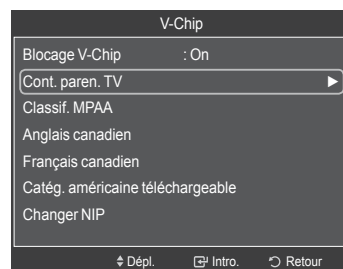 V-Chip
Blocage V-Chip : On
Cont. paren. TV
Classif. MPAA
Anglais canadien
Français canadien
Catég. américaine téléchargeable
Changer NIP
Dépl. Intro. Retour